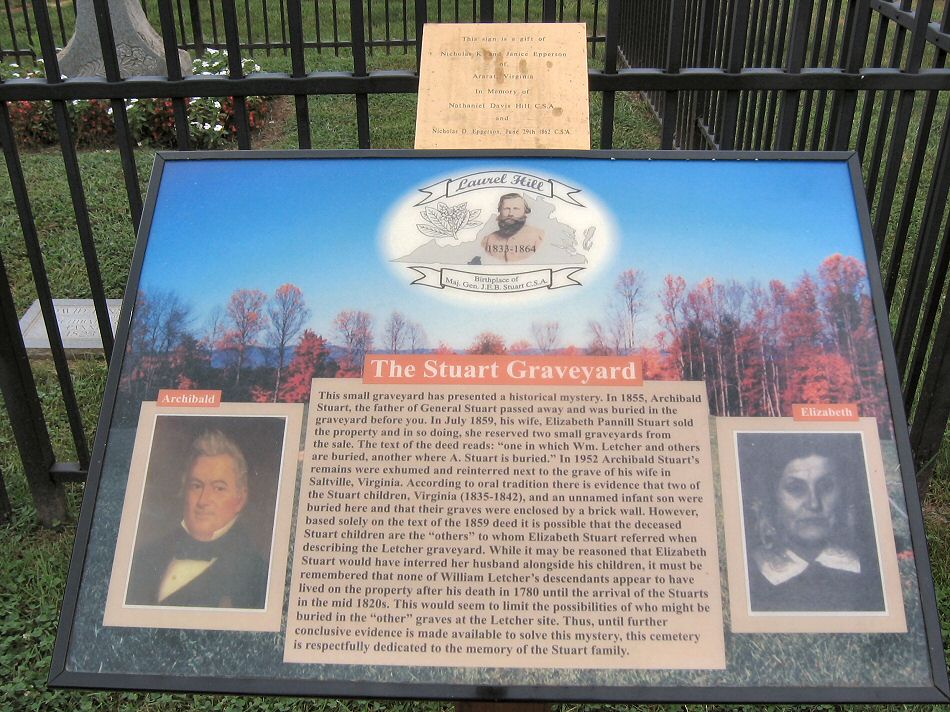 This sign is a gift of
Nicholas K. and Janice Epperson
of,
Ararat, Virginia
In Memory of
Nathaniel Davis Hill C.S.A.
and
Nicholas D. Epperson, June 29th 1862 C.S.A.
Laurel Hill
1833-1864
Birthplace of
Maj. Gen. J.E.B. Stuart C.S.A.
The Stuart Graveyard
Archibald
Elizabeth
This small graveyard has presented a historical mystery. In 1855, Archibald
Stuart, the father of General Stuart passed away and was buried in the
graveyard before you. In July 1859, his wife, Elizabeth Pannill Stuart sold
the property and in so doing, she reserved two small graveyards from
the sale. The text of the deed reads: “one in which Wm. Letcher and others
are buried, another where A. Stuart is buried.” In 1952 Archibald Stuart’s
remains were exhumed and reinterred next to the grave of his wife in
Saltville, Virginia. According to oral tradition there is evidence that two of
the Stuart children, Virginia (1835-1842), and an unnamed infant son were
buried here and that their graves were enclosed by a brick wall. However,
based solely on the text of the 1859 deed it is possible that the deceased
Stuart children are the “others” to whom Elizabeth Stuart referred when
describing the Letcher graveyard. While it may be reasoned that Elizabeth
Stuart would have interred her husband alongside his children, it must be
remembered that none of William Letcher’s descendants appear to have
lived on the property after his death in 1780 until the arrival of the Stuarts
in the mid 1820s. This would seem to limit the possibilities of who might be
buried in the “other” graves at the Letcher site. Thus, until further
conclusive evidence is made available to solve this mystery, this cemetery
is respectfully dedicated to the memory of the Stuart family.